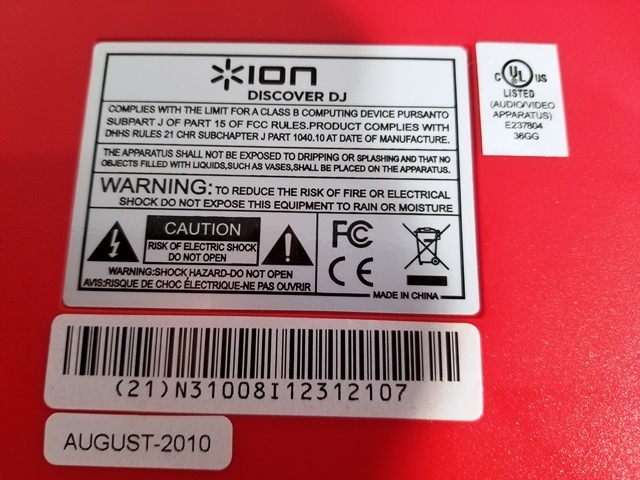 ION
DISCOVER DJ
COMPLIES WITH THE LIMIT FOR A CLASS B COMPUTING DEVICE PURSANTO
SUBPART J OF PART 15 OF FCC RULES.PRODUCT COMPLIES WITH
DHHS RULES 21 CHR SUBCHAPTER J PART 1040.10 AT DATE OF MANUFACTURE.
THE APPARATUS SHALL NOT BE EXPOSED TO DRIPPING OR SPLASHING AND THAT NO
OBJECTS FILLED WITH LIQUIDS,SUCH AS VASES,SHALL BE PLACED ON THE APPARATUS.
WARNING: TO REDUCE THE RISK OF FIRE OR ELECTRICAL
SHOCK DO NOT EXPOSE THIS EQUIPMENT TO RAIN OR MOISTURE
CAUTION
RISK OF ELECTRIC SHOCK
DO NOT OPEN
WARNING:SHOCK HAZARD-DO NOT OPEN
AVIS:RISQUE DE CHOC ÉLECTRIQUE-NE PAS OUVRIR
FC
CE
MADE IN CHINA
C UL US
LISTED
(AUDIO/VIDEO
APPARATUS)
E237804
36GG
(21)N31008I12312107
AUGUST-2010